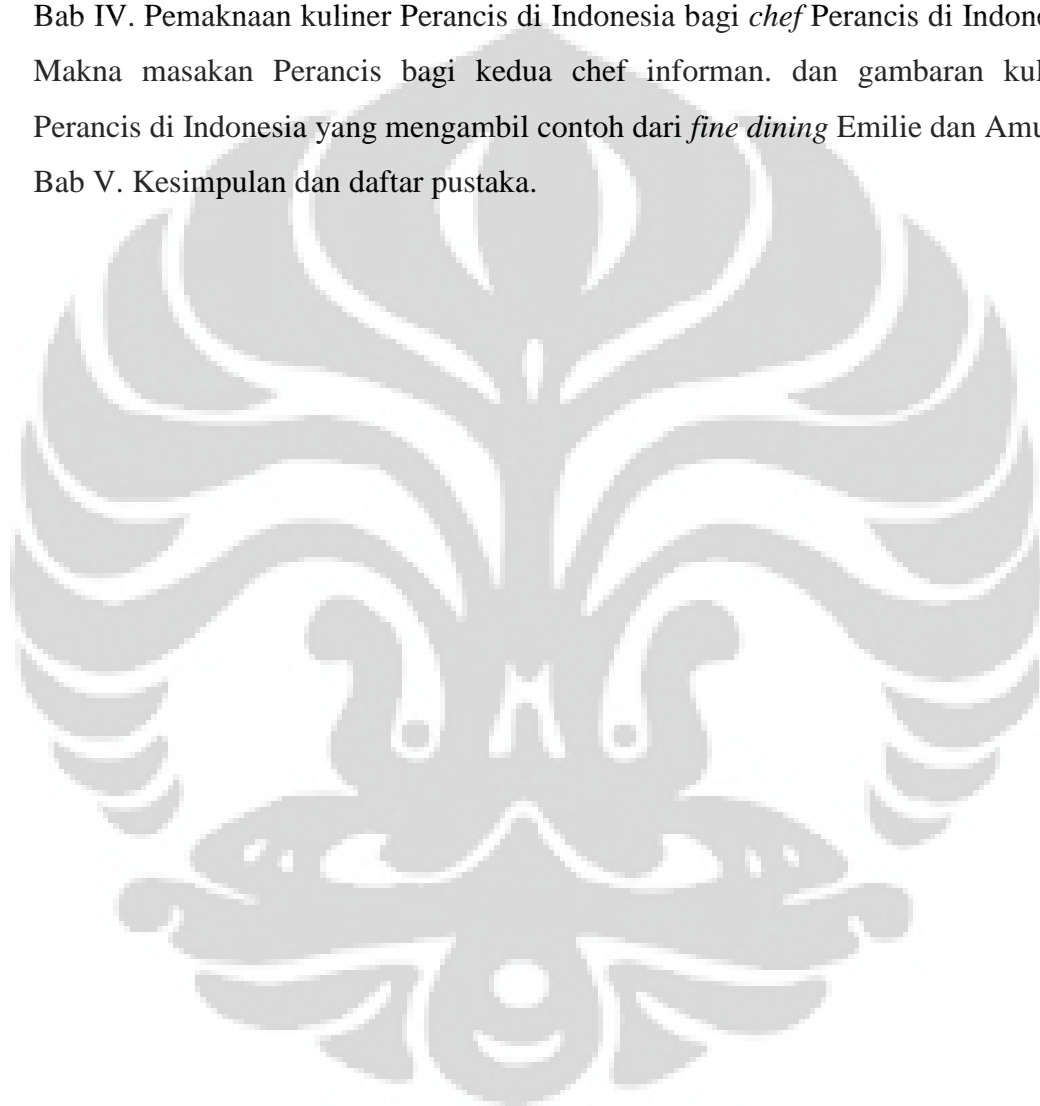 Bab IV. Pemaknaan kuliner Perancis di Indonesia bagi chef Perancis di
Makna masakan Perancis bagi kedua chef informan. dan gambaran
Perancis di Indonesia yang mengambil contoh dari fine dining Emilie dan
Bab V. Kesimpulan dan daftar pustaka.